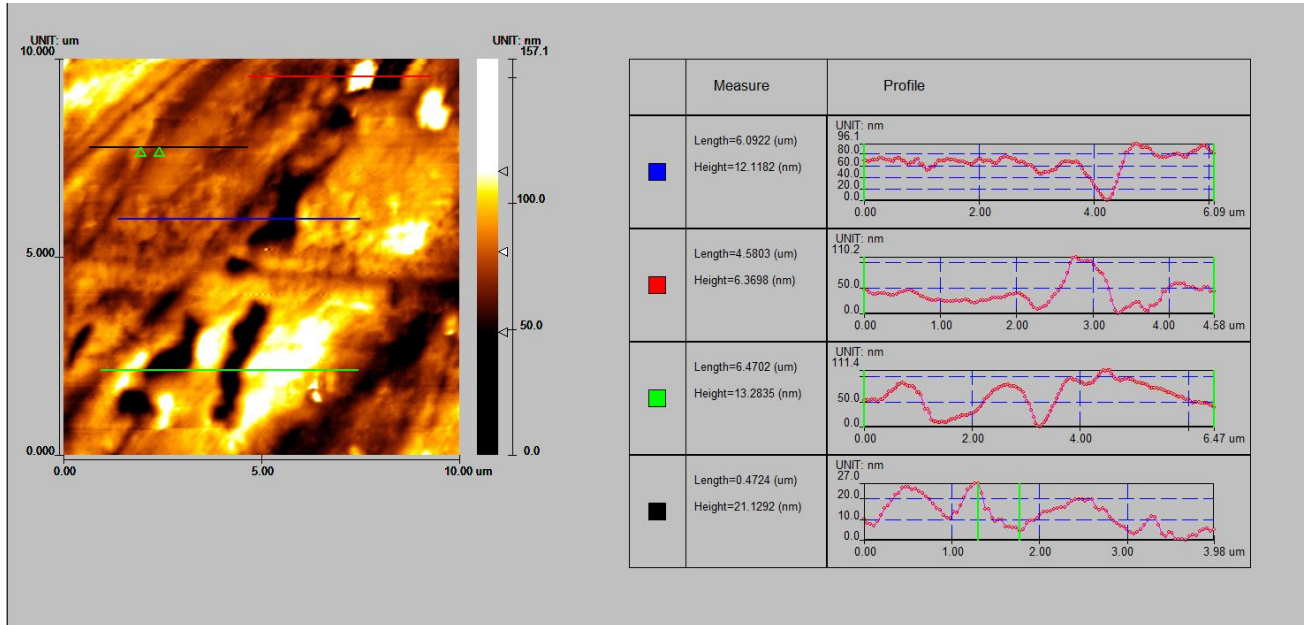 UNIT: um
UNIT: nm
10.000
157.1
100.0
5.000
50.0
0.000
0.0
0.00
5.00
10.00 um
Measure
Profile
Length=6.0922 (um)
Height=12.1182 (nm)
UNIT: nm
96.1
80.0
60.0
40.0
20.0
0.0
0.00
2.00
4.00
6.09 um
Length=4.5803 (um)
Height=6.3698 (nm)
UNIT: nm
110.2
50.0
0.0
0.00
1.00
2.00
3.00
4.00
4.58 um
Length=6.4702 (um)
Height=13.2835 (nm)
UNIT: nm
111.4
50.0
0.0
0.00
2.00
4.00
6.47 um
Length=0.4724 (um)
Height=21.1292 (nm)
UNIT: nm
27.0
20.0
10.0
0.0
0.00
1.00
2.00
3.00
3.98 um